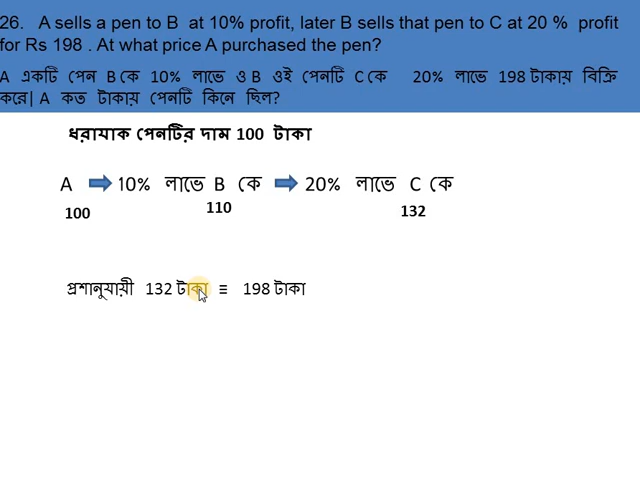 26. A sells a pen to B at 10% profit, later B sells that pen to C at 20 % profit
for Rs 198 . At what price A purchased the pen?
A একটি পেন B কে 10% লাভে ও B ওই পেনটি C কে 20% লাভে 198 টাকায় বিক্রি
করে| A কত টাকায় পেনটি কিনে ছিল?
ধরাযাক পেনটির দাম 100 টাকা
A 10% লাভে B কে 20% লাভে C কে
100 110 132
প্রশানুযায়ী 132 টাকা ≡ 198 টাকা